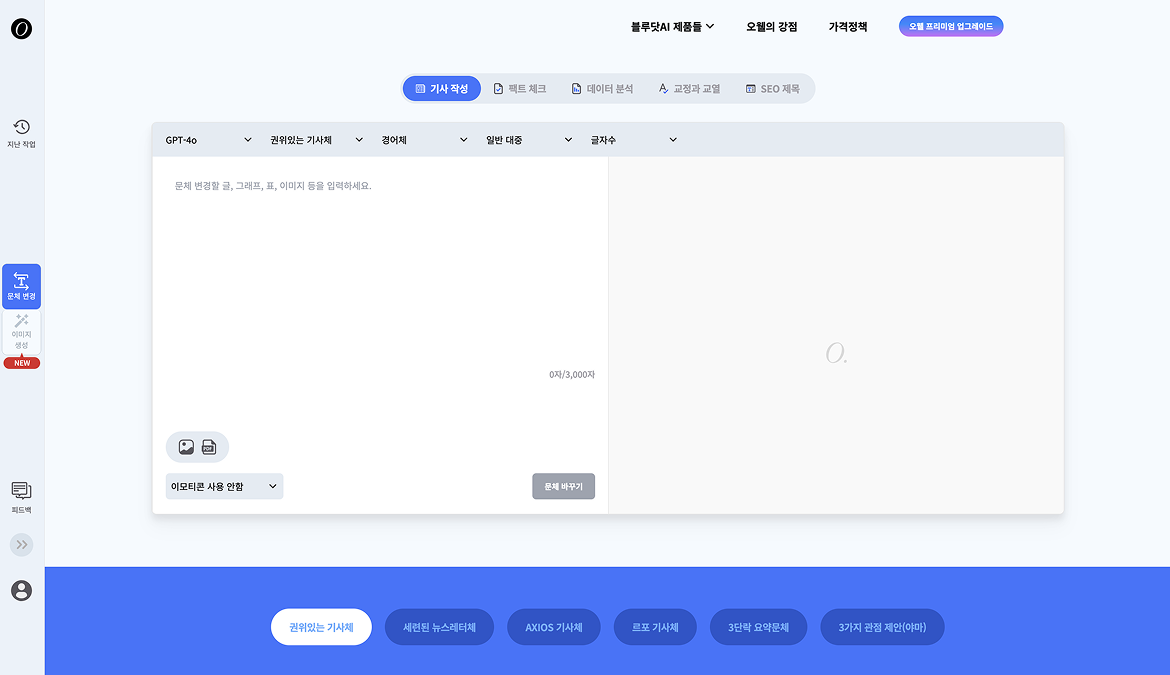 O
블루닷AI 제품들
오웰의 강점
가격정책
오웰 프리미엄 업그레이드
기사 작성
팩트 체크
데이터 분석
교정과 교열
SEO 제목
지난 작업
GPT-4o
권위있는 기사체
경어체
일반 대중
글자수
문체 변경할 글, 그래프, 표, 이미지 등을 입력하세요.
문체 변경
이미지
생성
NEW
O.
0자/3,000자
PDF
이모티콘 사용 안함
문체 바꾸기
피드백
권위있는 기사체
세련된 뉴스레터체
AXIOS 기사체
르포 기사체
3단락 요약문체
3가지 관점 제안(야마)